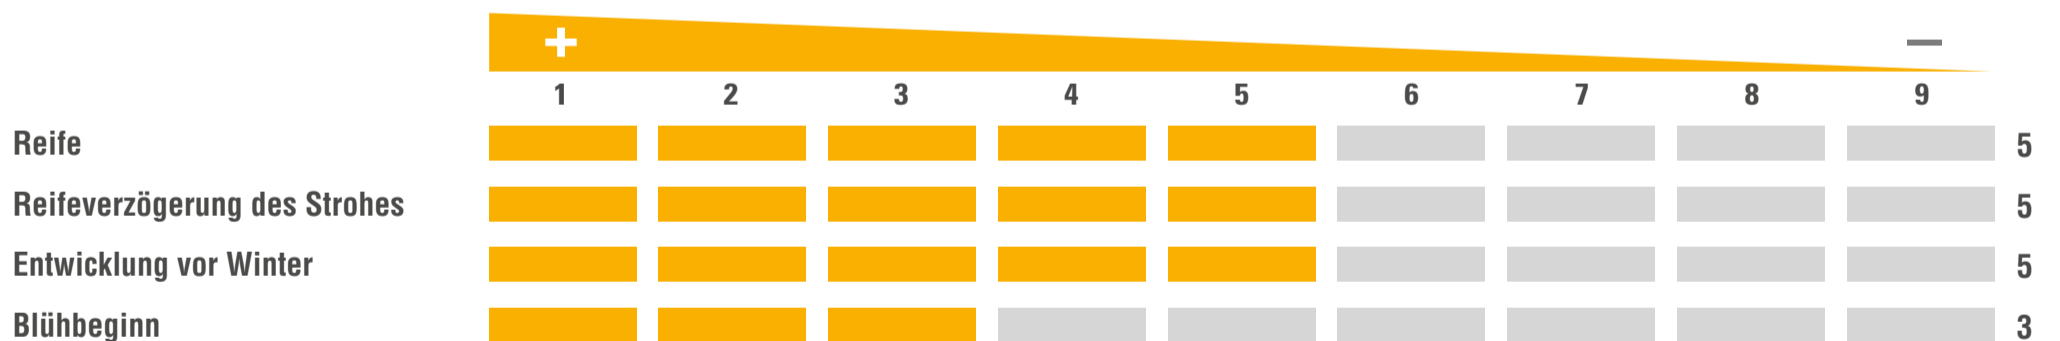 + –
1 2 3 4 5 6 7 8 9
Reife 5
Reifeverzögerung des Strohes 5
Entwicklung vor Winter 5
Blühbeginn 3